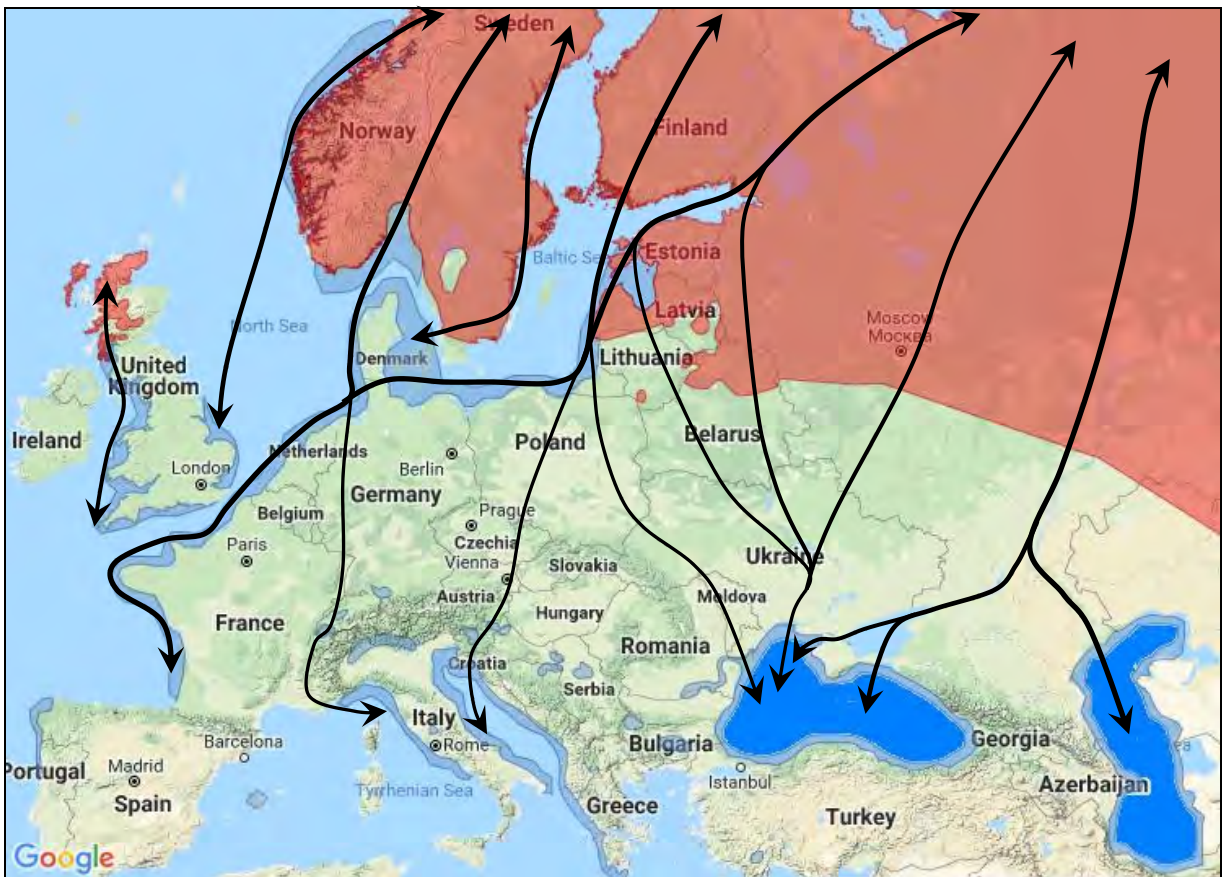 Sweden
Norway
Finland
Estonia
Baltic Se
Latvia
North Sea
Moscow
Москва
Denmark
Lithuania
United
Kingdom
Ireland
Netherlands
Poland
Belarus
London
Berlin
Germany
Belgium
Prague
Czechia
Paris
Vienna
Slovakia
Ukraine
Austria
Moldova
Hungary
France
Romania
Croatia
Serbia
Italy
Barcelona
Rome
Bulgaria
Georgia
Portugal
Madrid
Istanbul
Azerbaijan
Tyrrhenian Sea
Spain
Greece
Turkey
Google